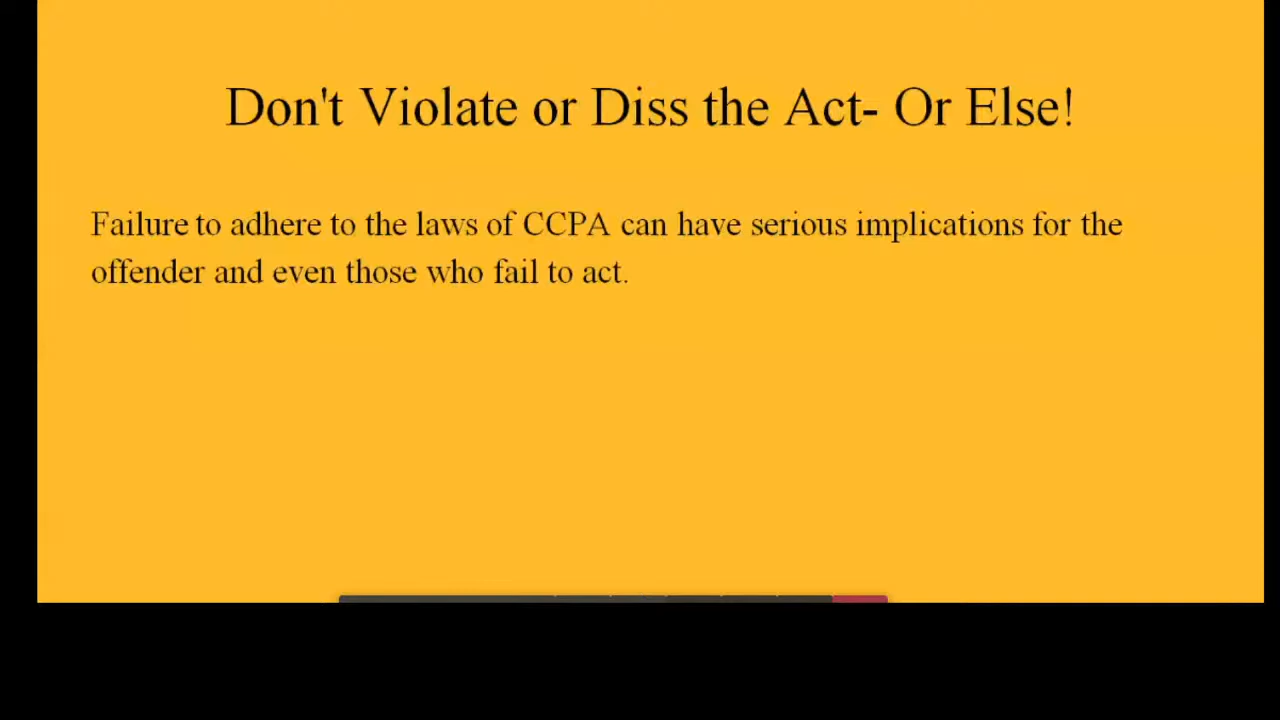 Don't Violate or Diss the Act- Or Else!
Failure to adhere to the laws of CCPA can have serious implications for the
offender and even those who fail to act.